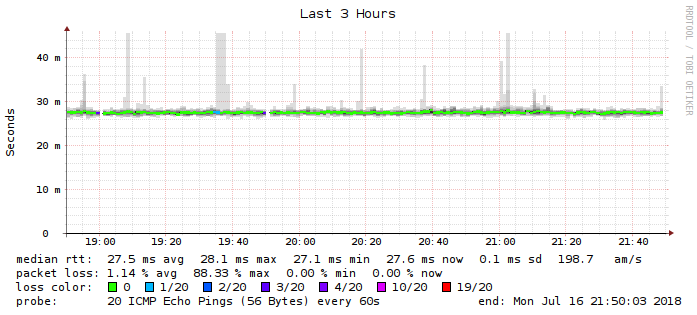 Last 3 Hours
RRDTOOL / TOBI OETIKER
Seconds
40 m
30 m
20 m
10 m
0
19:00 19:20 19:40 20:00 20:20 20:40 21:00 21:20 21:40
median rtt: 27.5 ms avg 28.1 ms max 27.1 ms min 27.6 ms now 0.1 ms sd 198.7 am/s
packet loss: 1.14 % avg 88.33 % max 0.00 % min 0.00 % now
loss color: 0 1/20 2/20 3/20 4/20 10/20 19/20
probe: 20 ICMP Echo Pings (56 Bytes) every 60s end: Mon Jul 16 21:50:03 2018